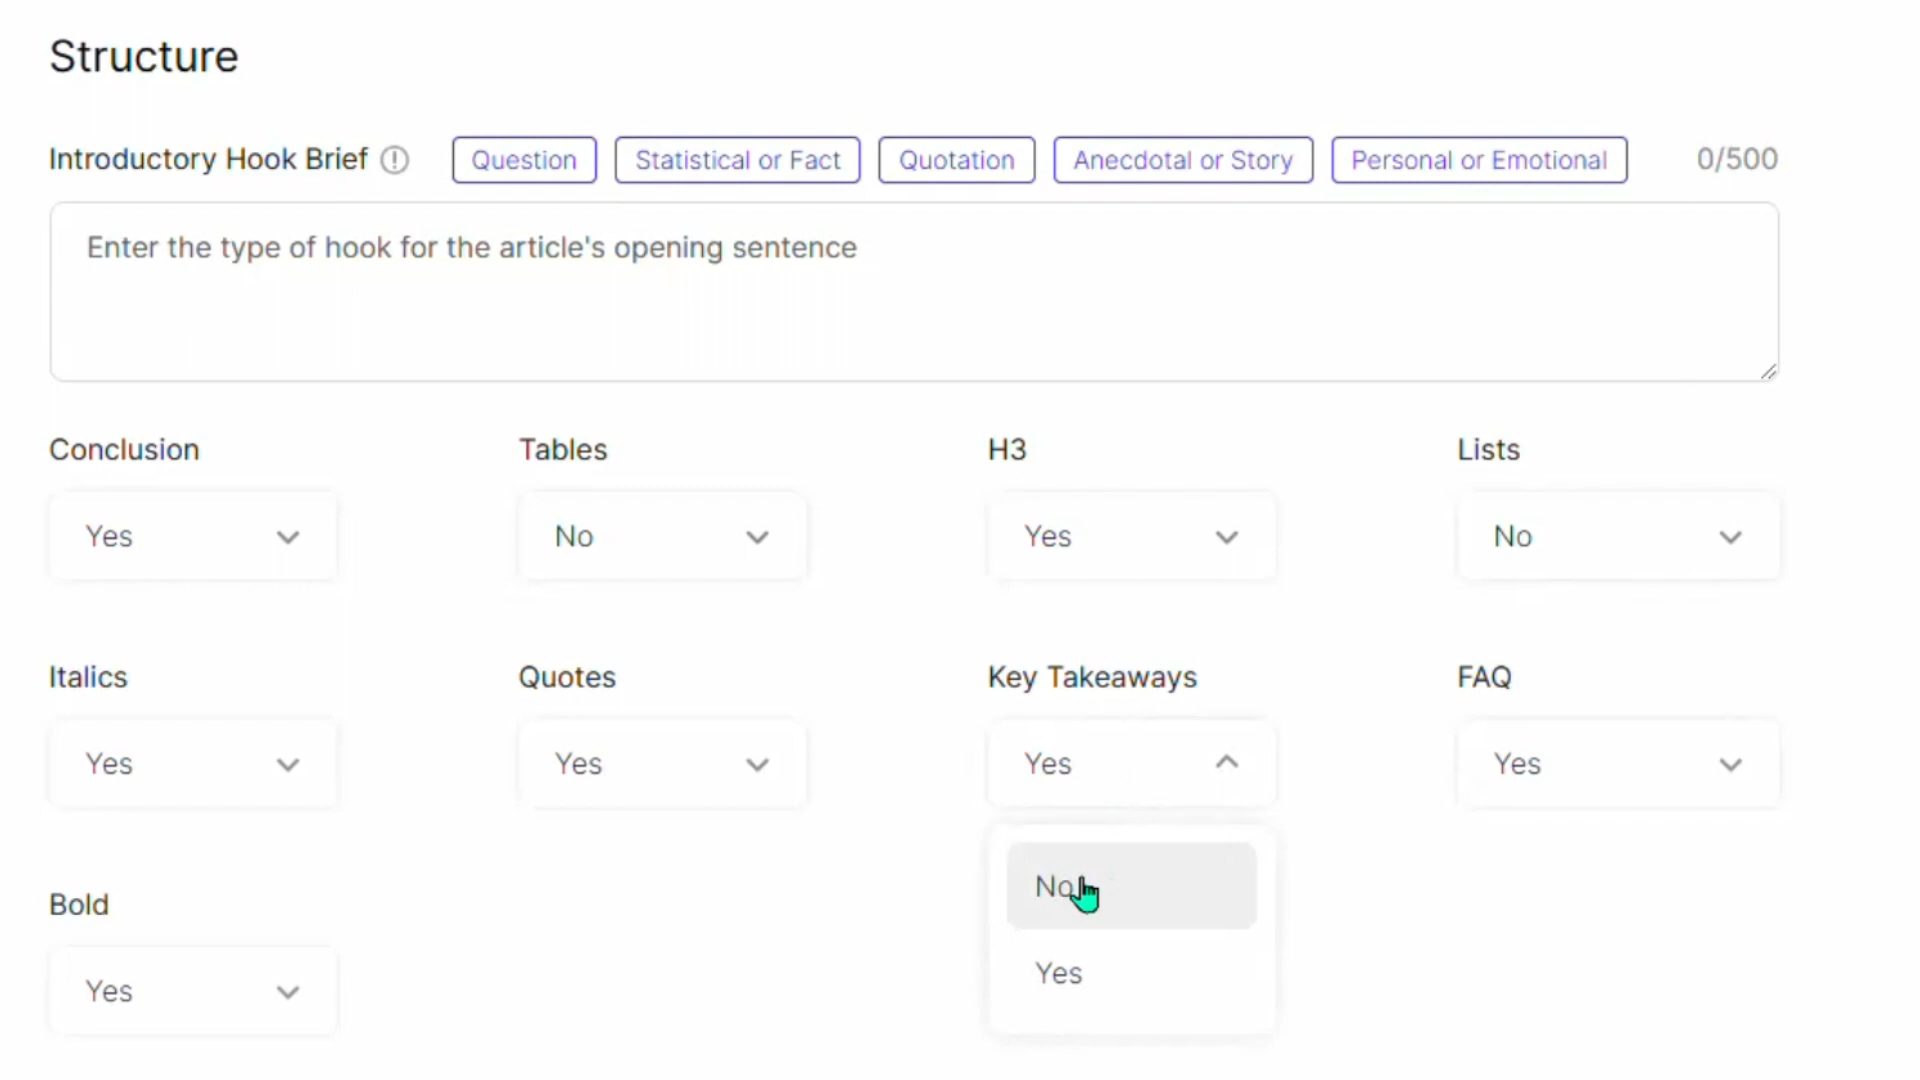 Structure
Introductory Hook Brief Question Statistical or Fact Quotation Anecdotal or Story Personal or Emotional 0/500
Enter the type of hook for the article's opening sentence
Conclusion Tables H3 Lists
Yes No Yes No
Italics Quotes Key Takeaways FAQ
Yes Yes Yes Yes
No
Bold
Yes
Yes